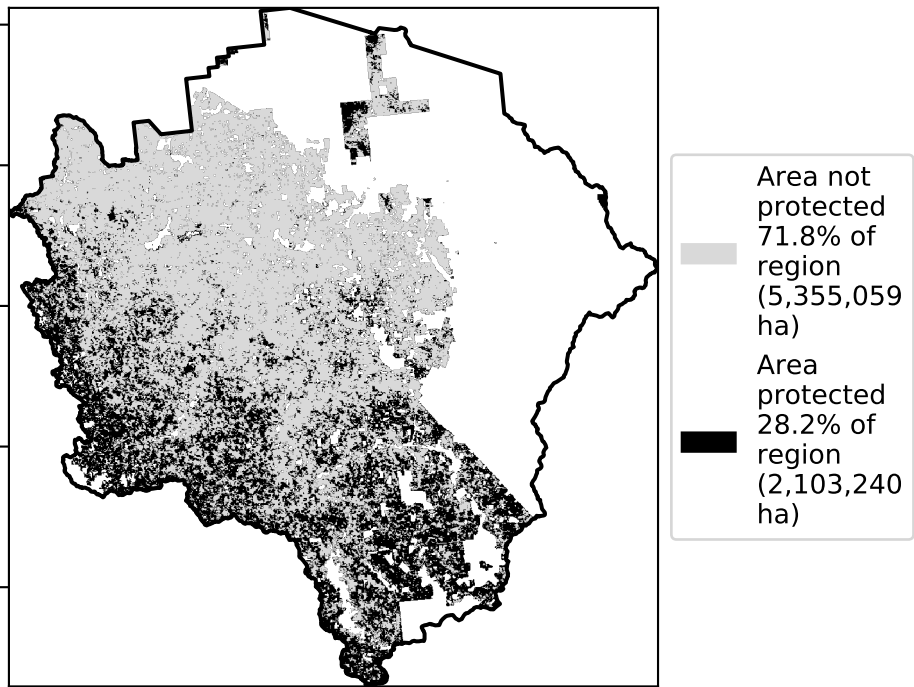 Area not
protected
71.8% of
region
(5,355,059
ha)
Area
protected
28.2% of
region
(2,103,240
ha)